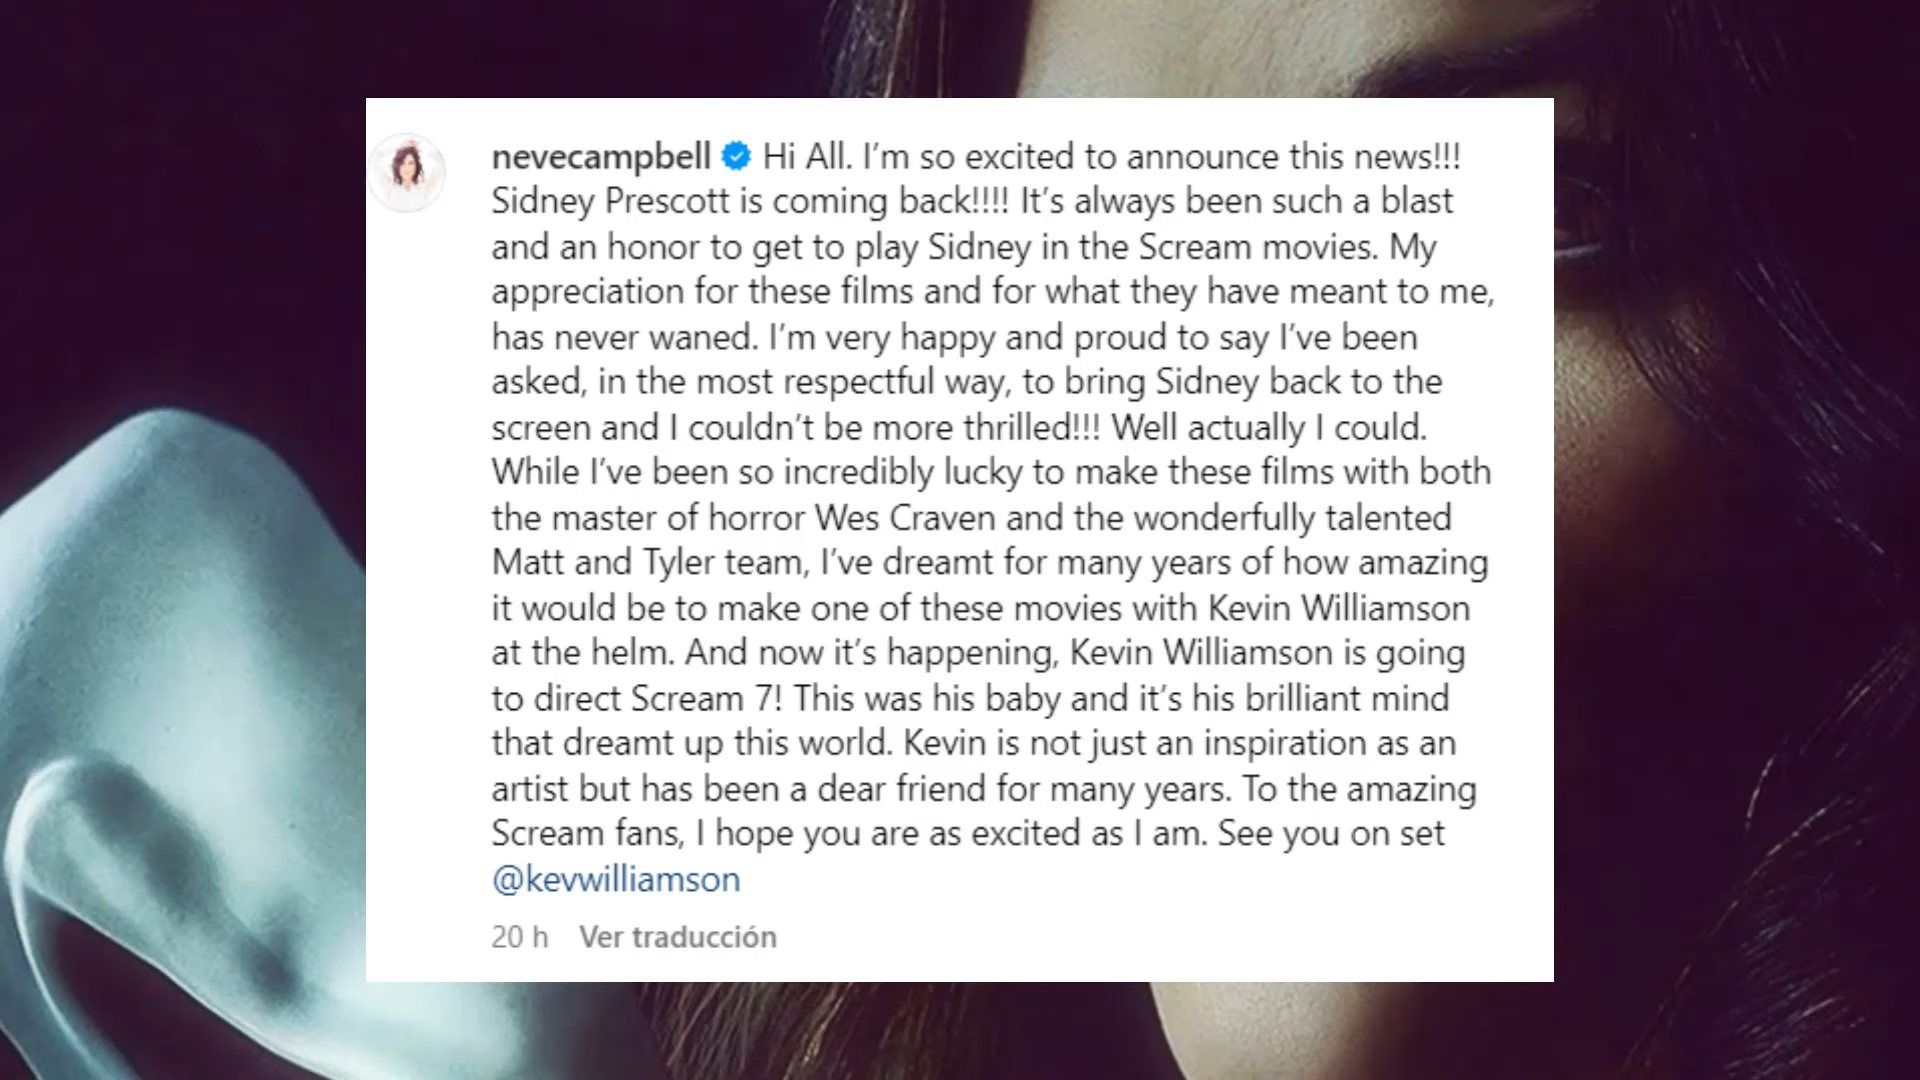 nevecampbell Hi All. I’m so excited to announce this news!!!
Sidney Prescott is coming back!!!! It’s always been such a blast
and an honor to get to play Sidney in the Scream movies. My
appreciation for these films and for what they have meant to me,
has never waned. I’m very happy and proud to say I’ve been
asked, in the most respectful way, to bring Sidney back to the
screen and I couldn’t be more thrilled!!! Well actually I could.
While I’ve been so incredibly lucky to make these films with both
the master of horror Wes Craven and the wonderfully talented
Matt and Tyler team, I’ve dreamt for many years of how amazing
it would be to make one of these movies with Kevin Williamson
at the helm. And now it’s happening, Kevin Williamson is going
to direct Scream 7! This was his baby and it’s his brilliant mind
that dreamt up this world. Kevin is not just an inspiration as an
artist but has been a dear friend for many years. To the amazing
Scream fans, I hope you are as excited as I am. See you on set
@kevwilliamson
20 h Ver traducción